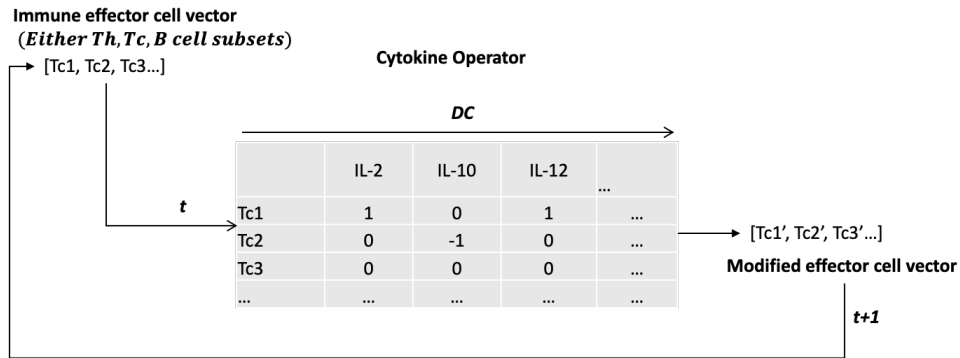 Immune effector cell vector
(Either Th, Tc, B cell subsets)
[Tc1, Tc2, Tc3...]
Cytokine Operator
DC
IL-2 IL-10 IL-12 ...
t
Tc1 1 0 1 ...
Tc2 0 -1 0 ...
Tc3 0 0 0 ...
... ... ... ... ...
[Tc1’, Tc2’, Tc3’...]
Modified effector cell vector
t+1